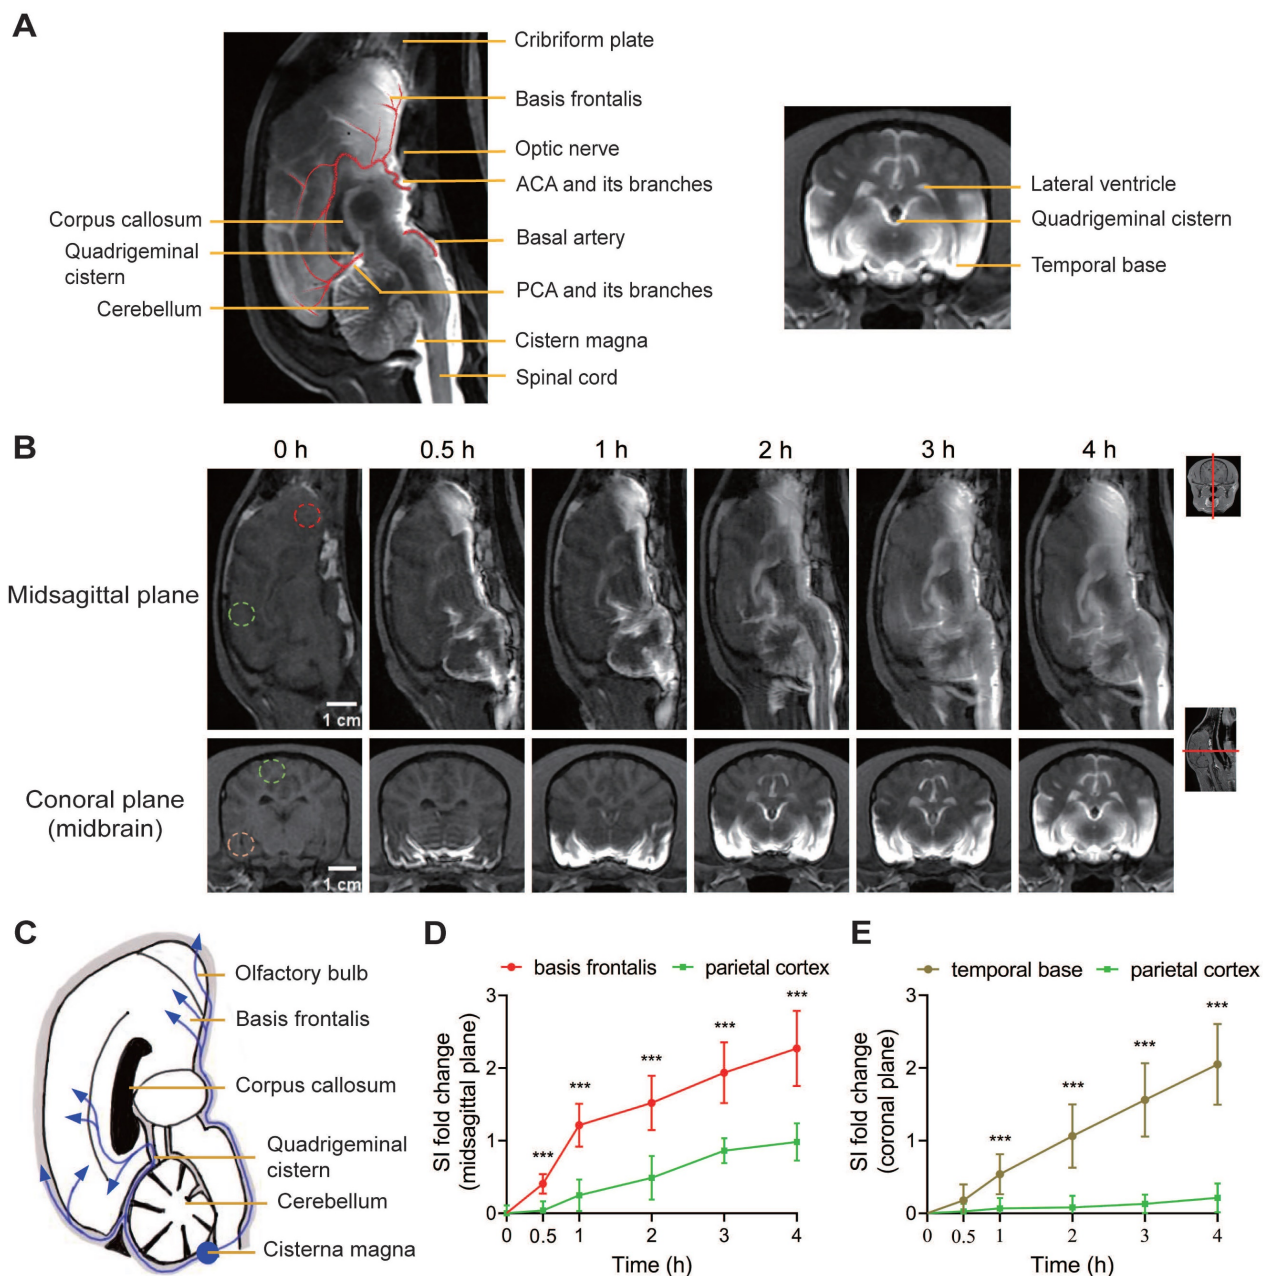 A
Cribriform plate
Basis frontalis
Optic nerve
ACA and its branches
Corpus callosum
Quadrigeminal
cistern
Basal artery
PCA and its branches
Cerebellum
Cistern magna
Spinal cord
Lateral ventricle
Quadrigeminal cistern
Temporal base
B
0 h 0.5 h 1 h 2 h 3 h 4 h
Midsagittal plane
1 cm
Conoral plane
(midbrain)
1 cm
C
Olfactory bulb
Basis frontalis
Corpus callosum
Quadrigeminal
cistern
Cerebellum
Cisterna magna
D
basis frontalis parietal cortex
SI fold change
(midsagittal plane)
3
2
1
0
*** *** *** *** ***
0 0.5 1 2 3 4
Time (h)
E
temporal base parietal cortex
SI fold change
(coronal plane)
3
2
1
0
*** *** *** ***
0 0.5 1 2 3 4
Time (h)